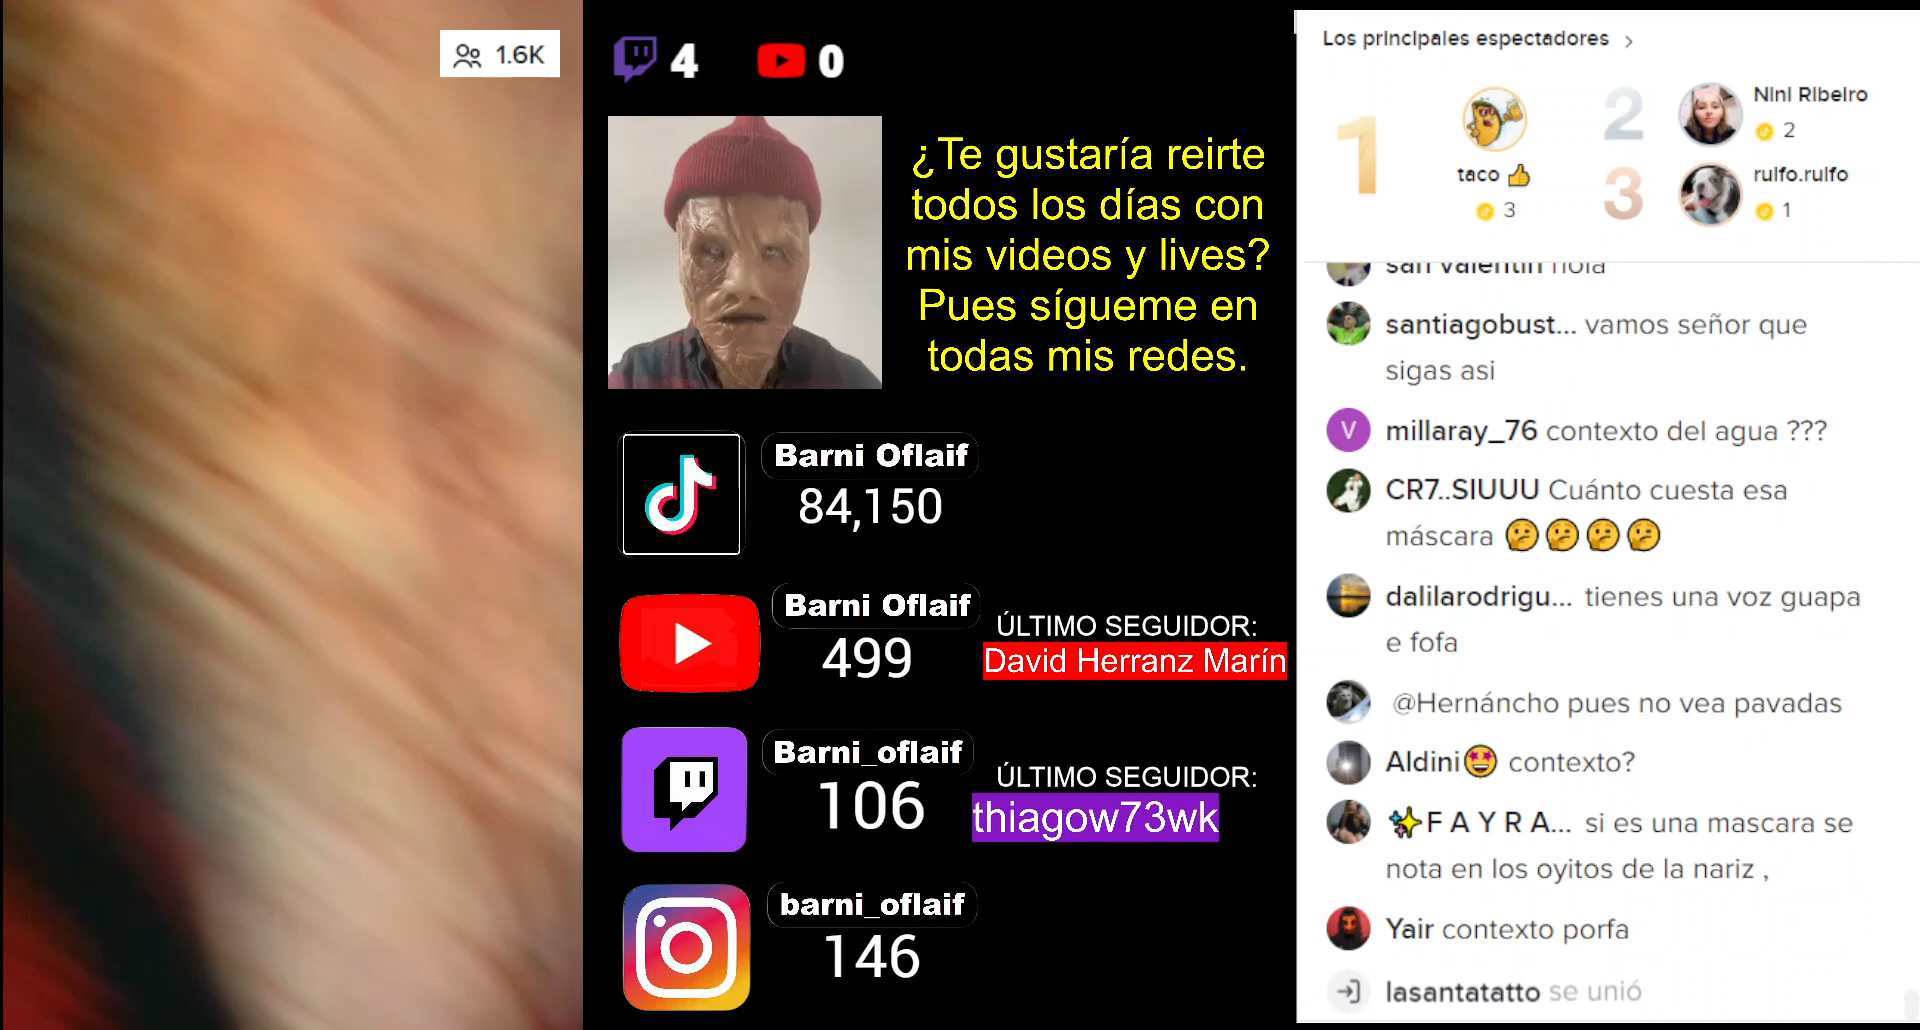 1.6K
4
0
¿Te gustaría reirte
todos los días con
mis videos y lives?
Pues sígueme en
todas mis redes.
Barni Oflaif
84,150
Barni Oflaif
499
ÚLTIMO SEGUIDOR:
David Herranz Marín
Barni_oflaif
106
ÚLTIMO SEGUIDOR:
thiagow73wk
barni_oflaif
146
Los principales espectadores
1
taco 👍
3
2
Nini Ribeiro
2
3
rulfo.rulfo
1
san valentin hola
santiagobust... vamos señor que
sigas asi
V
millaray_76 contexto del agua ???
CR7..SIUUU Cuánto cuesta esa
máscara 🤔🤔🤔🤔
dalilarodrigu... tienes una voz guapa
e fofa
@Hernáncho pues no vea pavadas
Aldini🤩 contexto?
✨F A Y R A... si es una mascara se
nota en los oyitos de la nariz ,
Yair contexto porfa
lasantatatto se unió